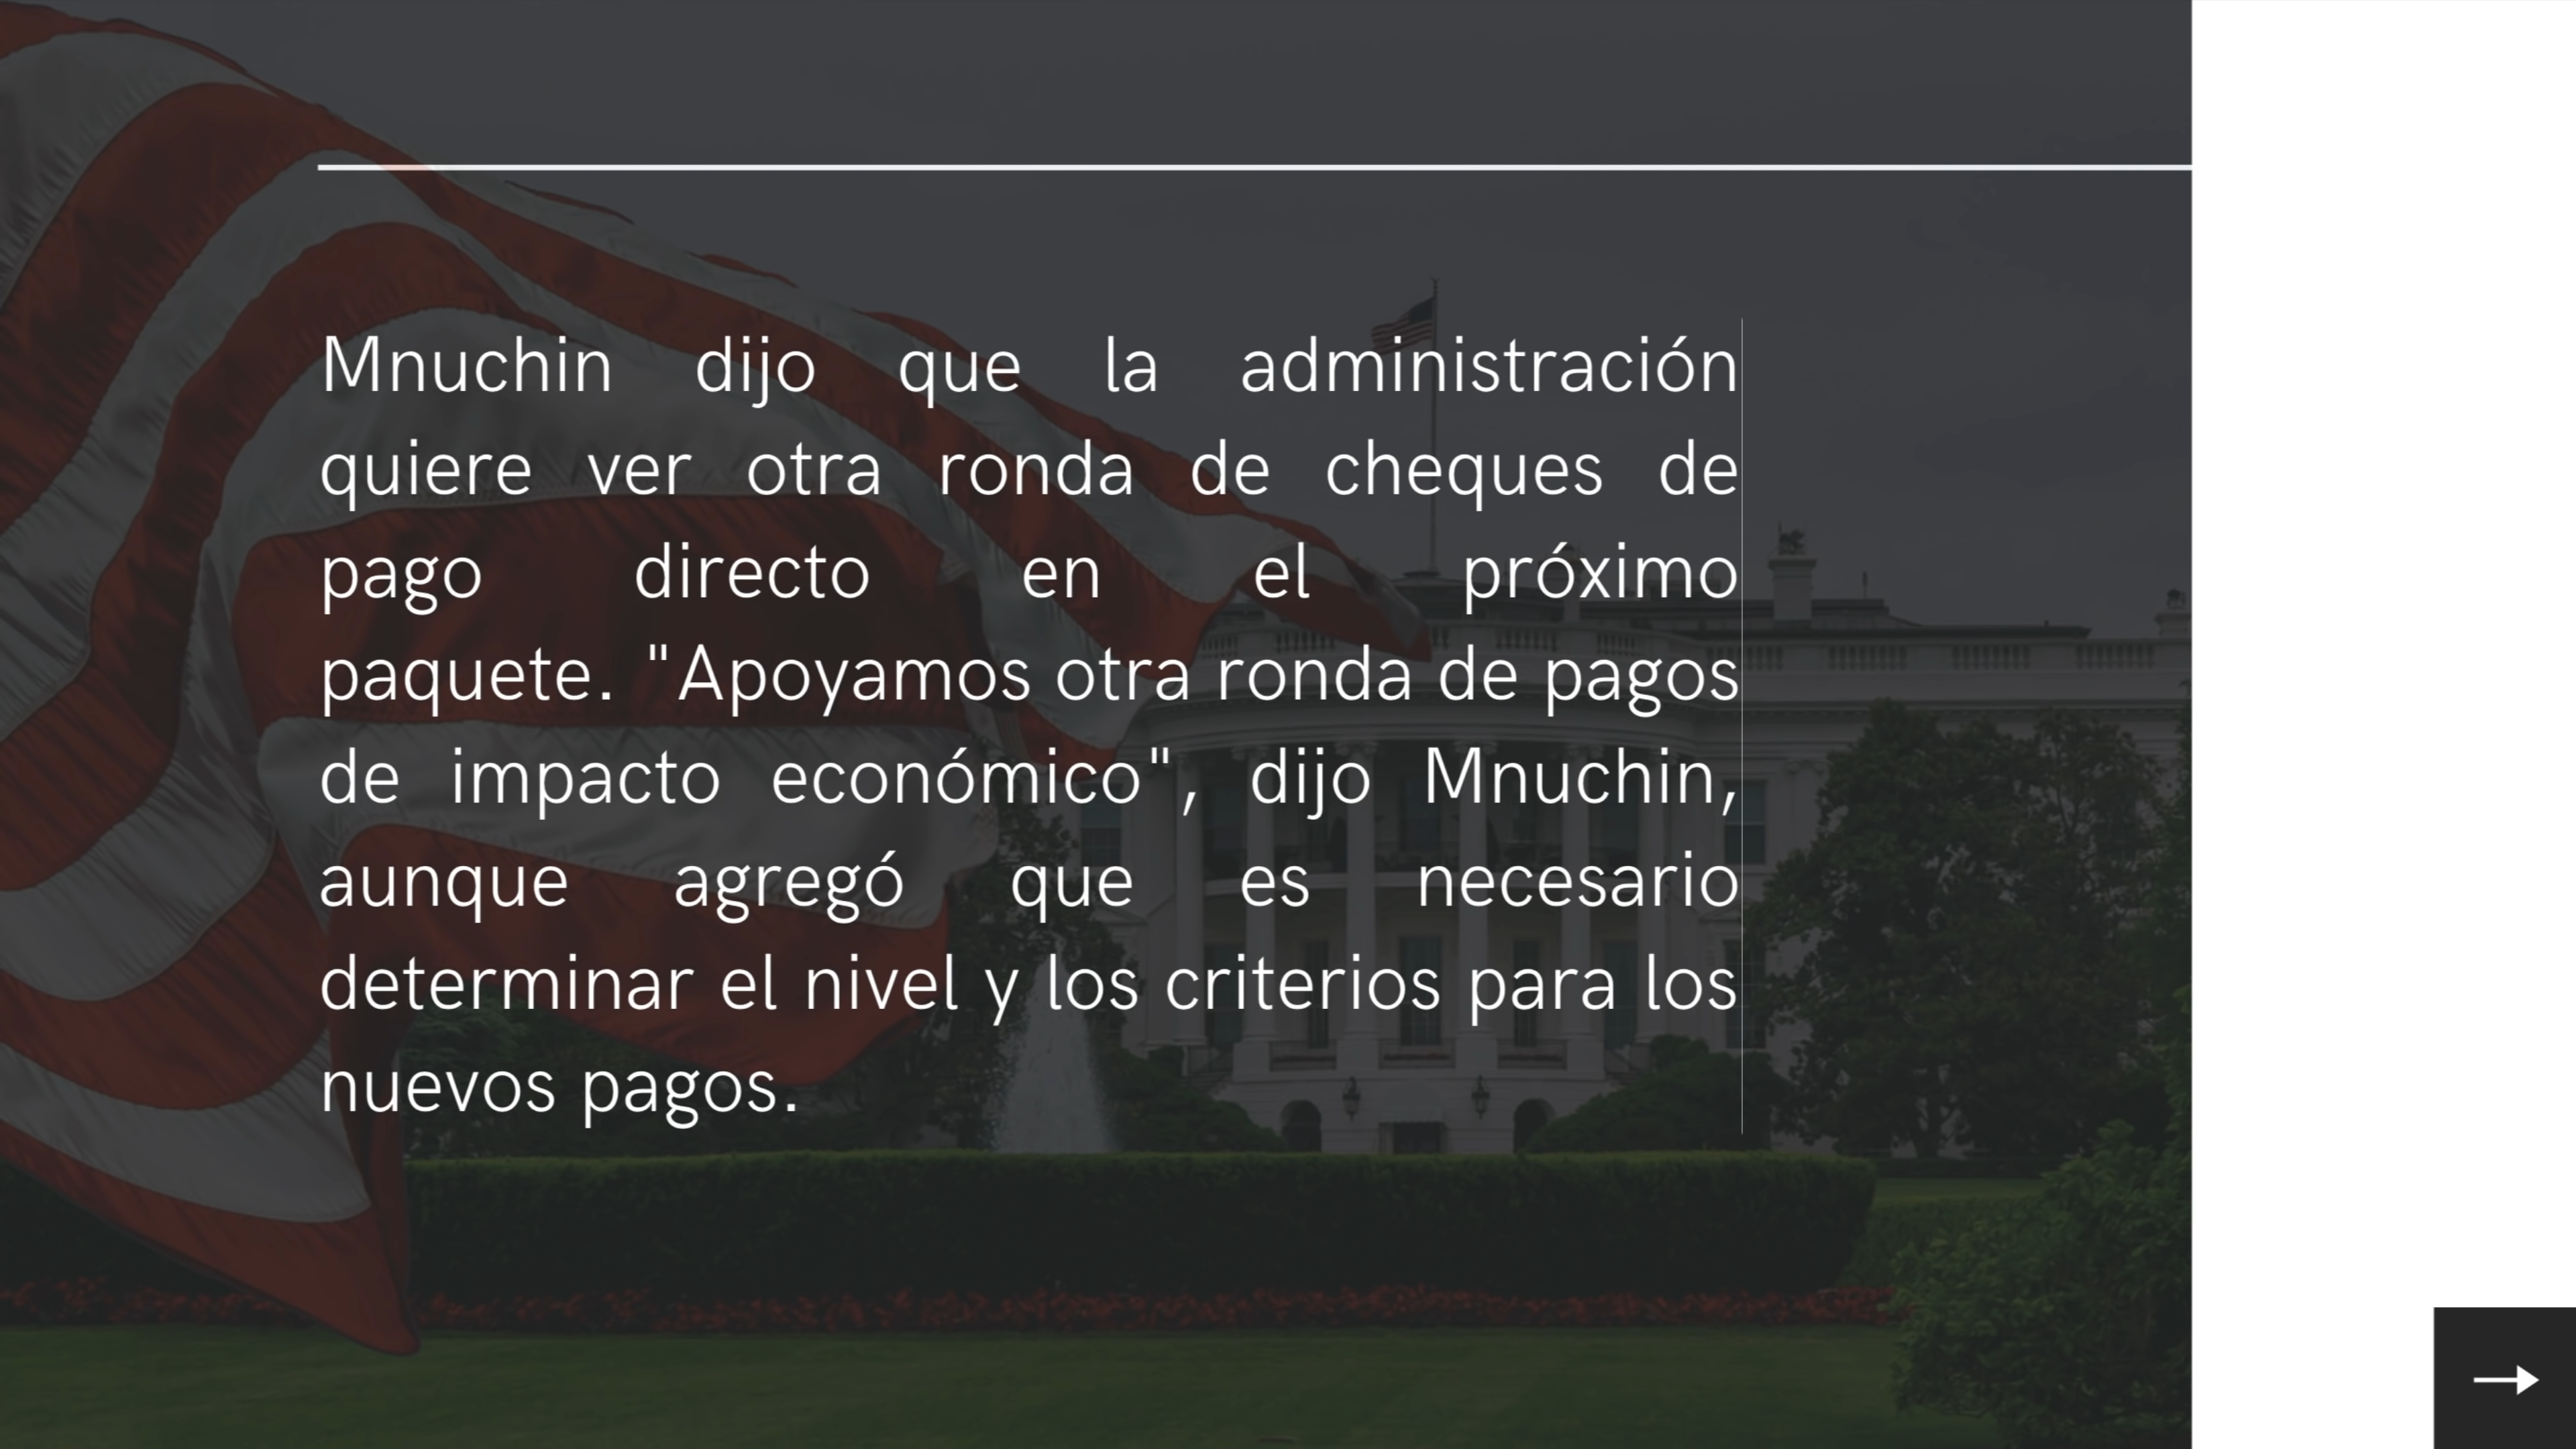 Mnuchin dijo que la administración
quiere ver otra ronda de cheques de
pago directo en el próximo
paquete. "Apoyamos otra ronda de pagos
de impacto económico", dijo Mnuchin,
aunque agregó que es necesario
determinar el nivel y los criterios para los
nuevos pagos.